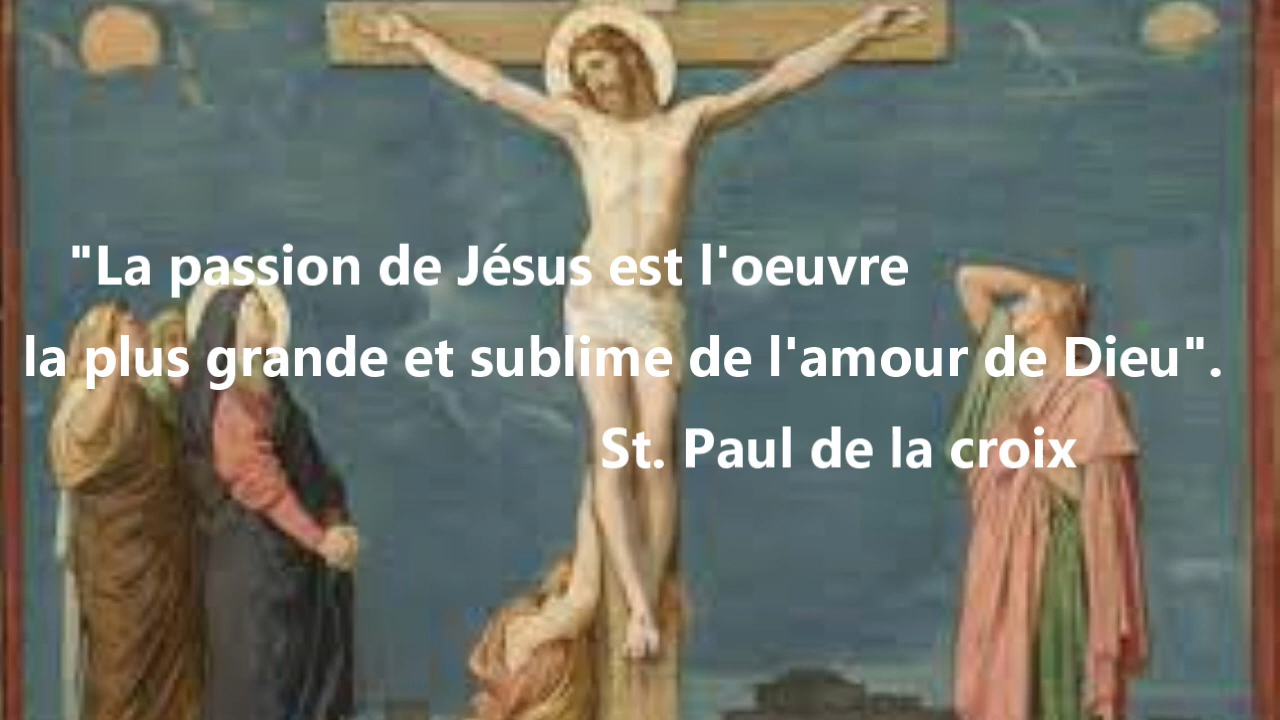 "La passion de Jésus est l'oeuvre
la plus grande et sublime de l'amour de Dieu".
St. Paul de la croix